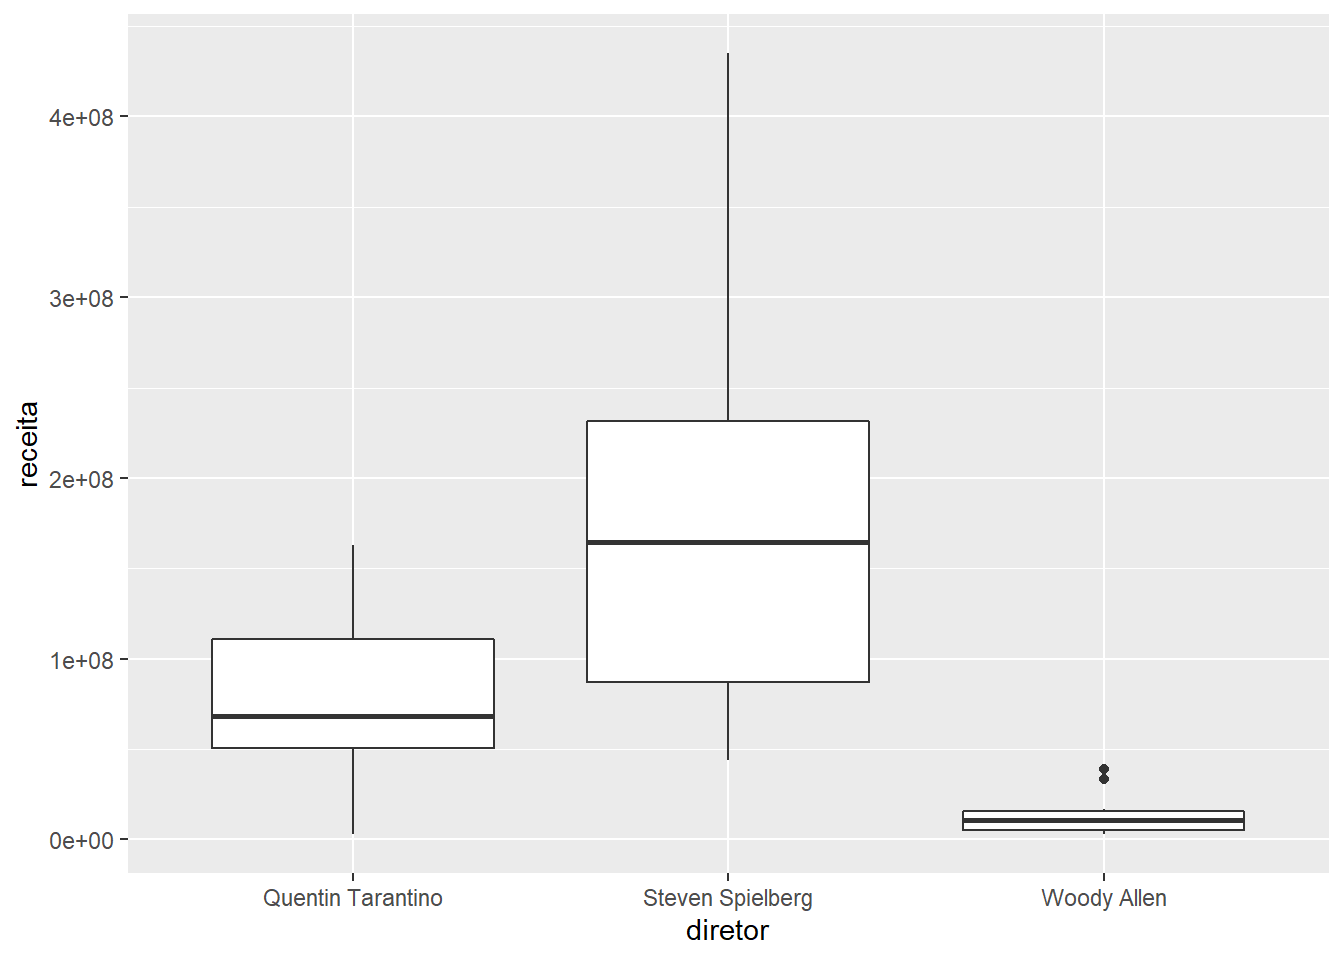 receita
4e+08
3e+08
2e+08
1e+08
0e+00
Quentin Tarantino Steven Spielberg Woody Allen
diretor